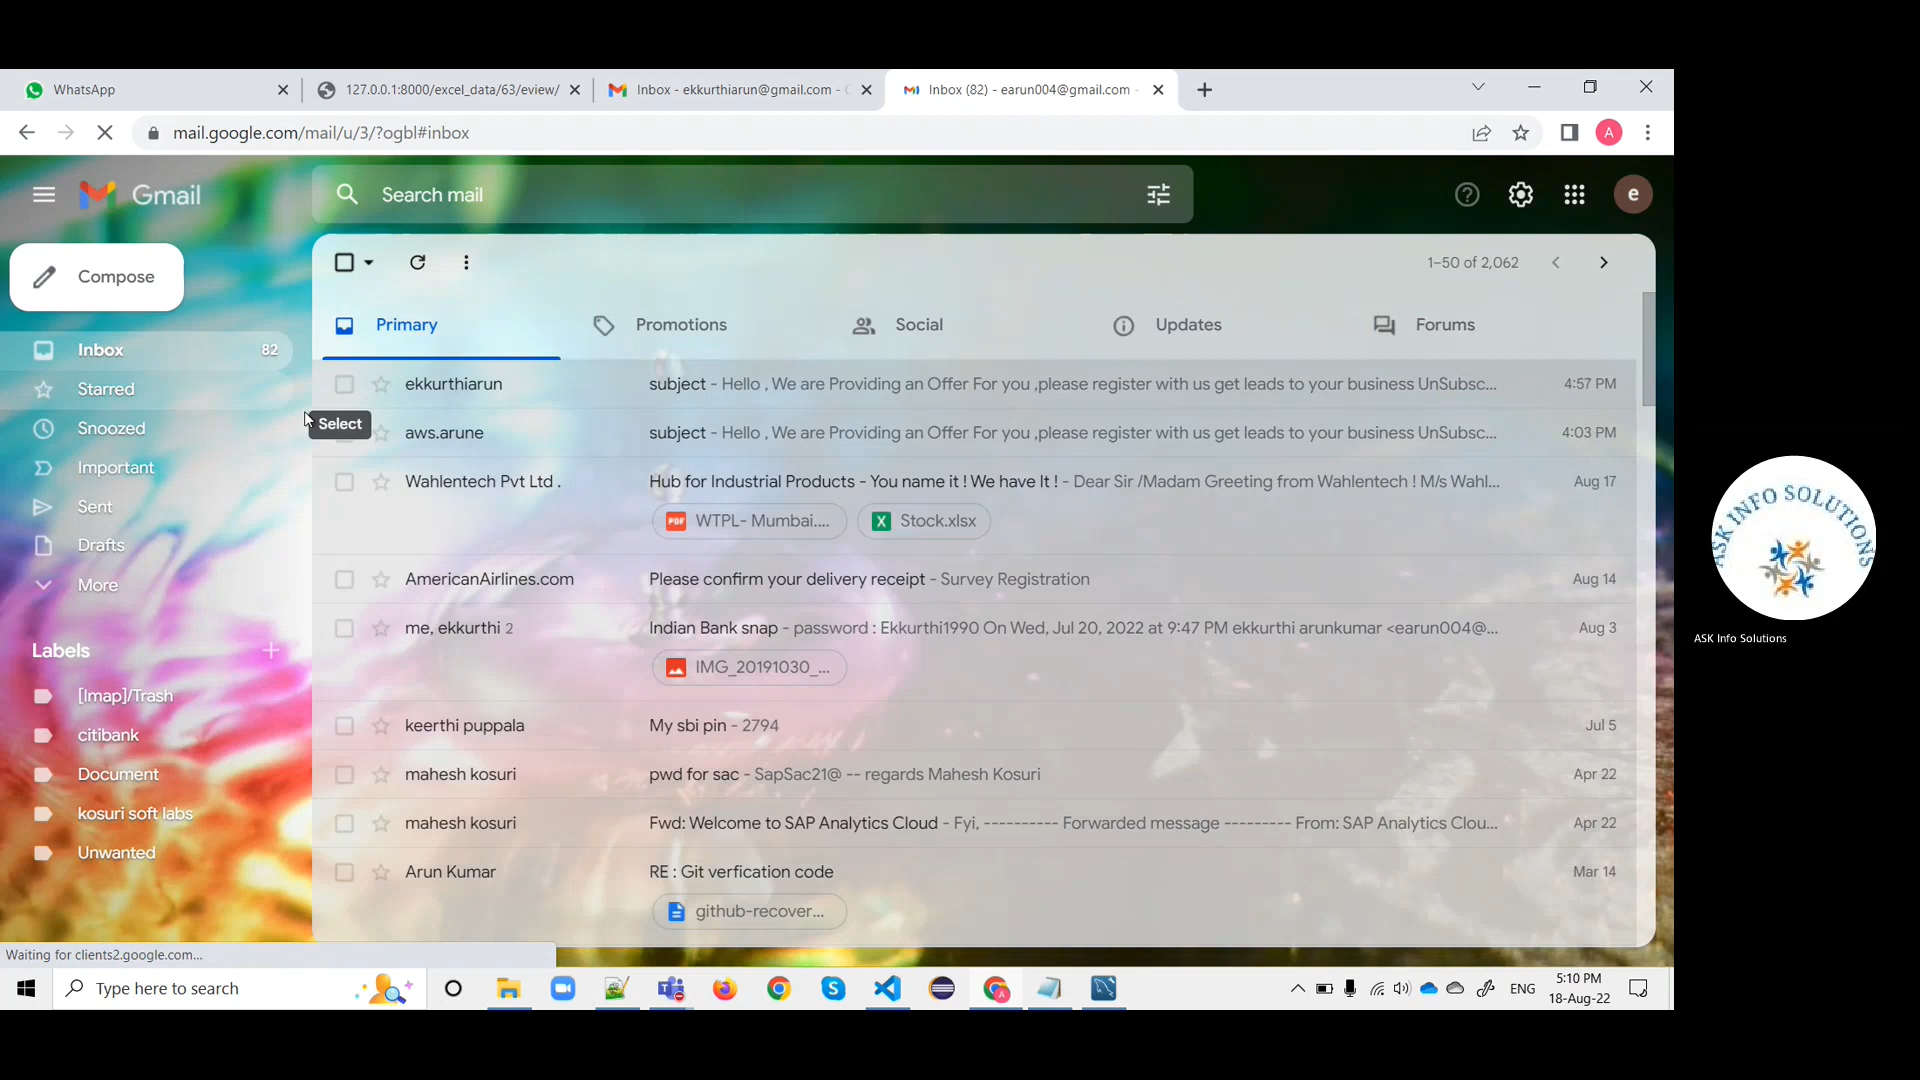 WhatsApp
127.0.0.1:8000/excel_data/63/eview/
Inbox - ekkurthiarun@gmail.com -
Inbox (82) - earun004@gmail.com -
mail.google.com/mail/u/3/?ogbl#inbox
A
Gmail
Search mail
e
Compose
1–50 of 2,062
Primary
Promotions
Social
Updates
Forums
Inbox 82
Starred
Snoozed
Important
Sent
Drafts
More
Labels
[Imap]/Trash
citibank
Document
kosuri soft labs
Unwanted
Select
ekkurthiarun subject - Hello , We are Providing an Offer For you ,please register with us get leads to your business UnSubsc... 4:57 PM
aws.arune subject - Hello , We are Providing an Offer For you ,please register with us get leads to your business UnSubsc... 4:03 PM
Wahlentech Pvt Ltd . Hub for Industrial Products - You name it ! We have It ! - Dear Sir /Madam Greeting from Wahlentech ! M/s Wahl... Aug 17
PDF WTPL- Mumbai.... X Stock.xlsx
AmericanAirlines.com Please confirm your delivery receipt - Survey Registration Aug 14
me, ekkurthi 2 Indian Bank snap - password : Ekkurthi1990 On Wed, Jul 20, 2022 at 9:47 PM ekkurthi arunkumar <earun004@... Aug 3
IMG_20191030_...
keerthi puppala My sbi pin - 2794 Jul 5
mahesh kosuri pwd for sac - SapSac21@ -- regards Mahesh Kosuri Apr 22
mahesh kosuri Fwd: Welcome to SAP Analytics Cloud - Fyi, ---------- Forwarded message --------- From: SAP Analytics Clou... Apr 22
Arun Kumar RE : Git verfication code Mar 14
github-recover...
Waiting for clients2.google.com...
Type here to search
ENG
5:10 PM
18-Aug-22
ASK INFO SOLUTIONS
ASK Info Solutions